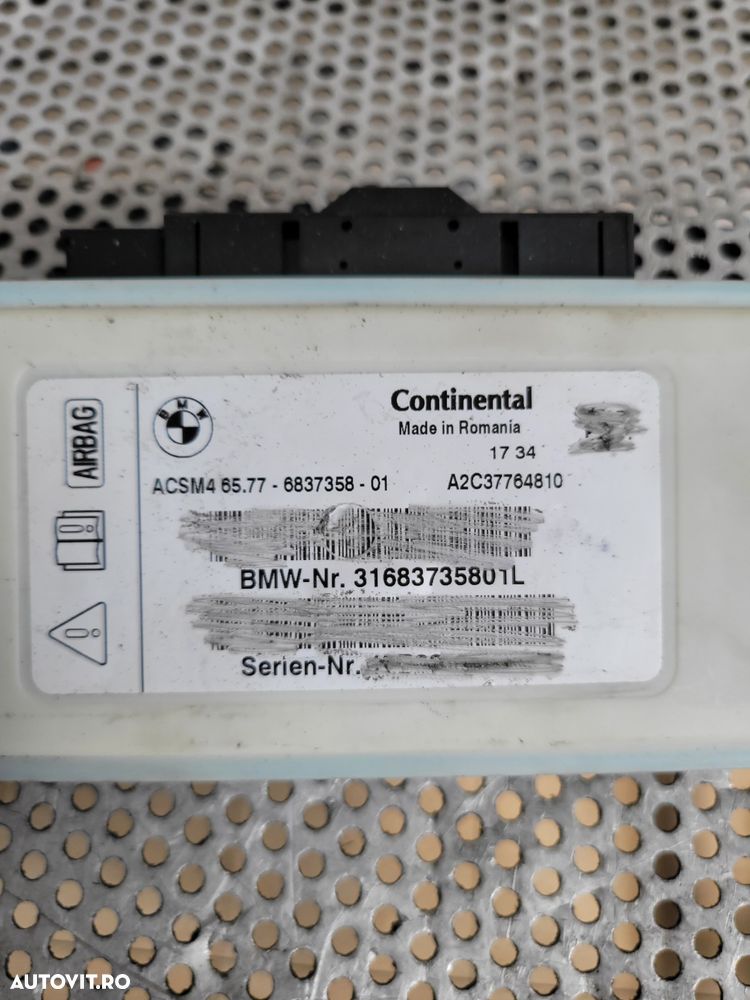 AIRBAG
BMW
Continental
Made in Romania
17 34
ACSM4 65.77 - 6837358 - 01 A2C37764810
BMW-Nr. 31683735801L
Serien-Nr.
AUTOVIT.RO